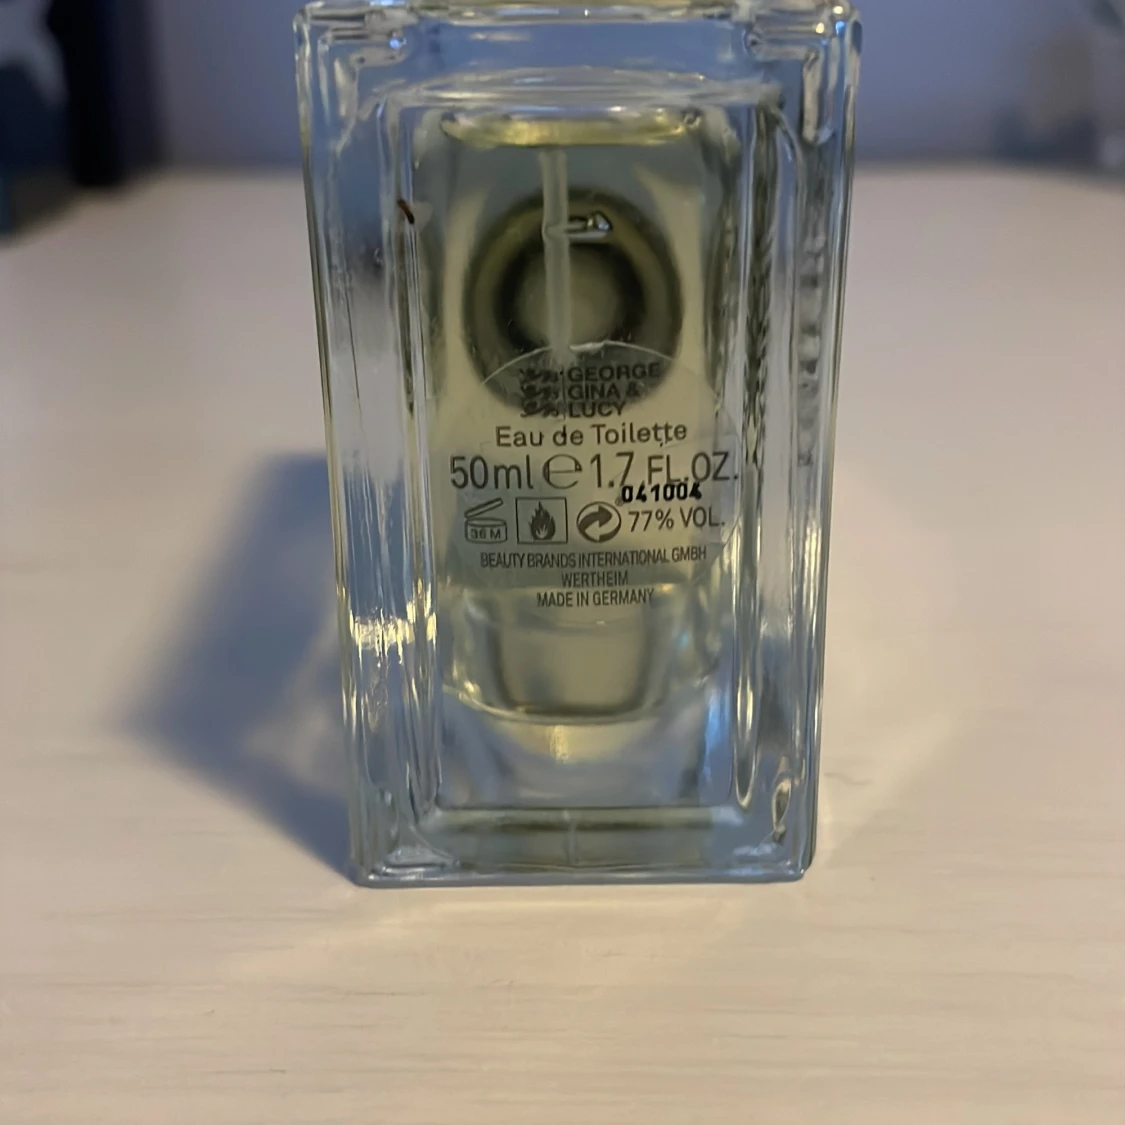 GEORGE
GINA &
LUCY
Eau de Toilette
50ml ℮ 1.7 FL.OZ.
041004
36 M 77% VOL.
BEAUTY BRANDS INTERNATIONAL GMBH
WERTHEIM
MADE IN GERMANY